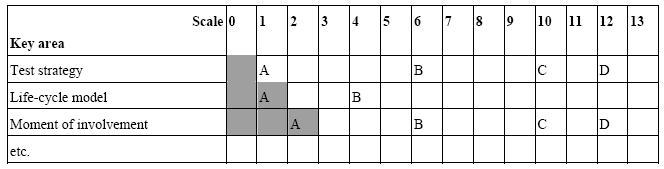 Scale 0 1 2 3 4 5 6 7 8 9 10 11 12 13
Key area
Test strategy A B C D
Life-cycle model A B
Moment of involvement A B C D
etc.